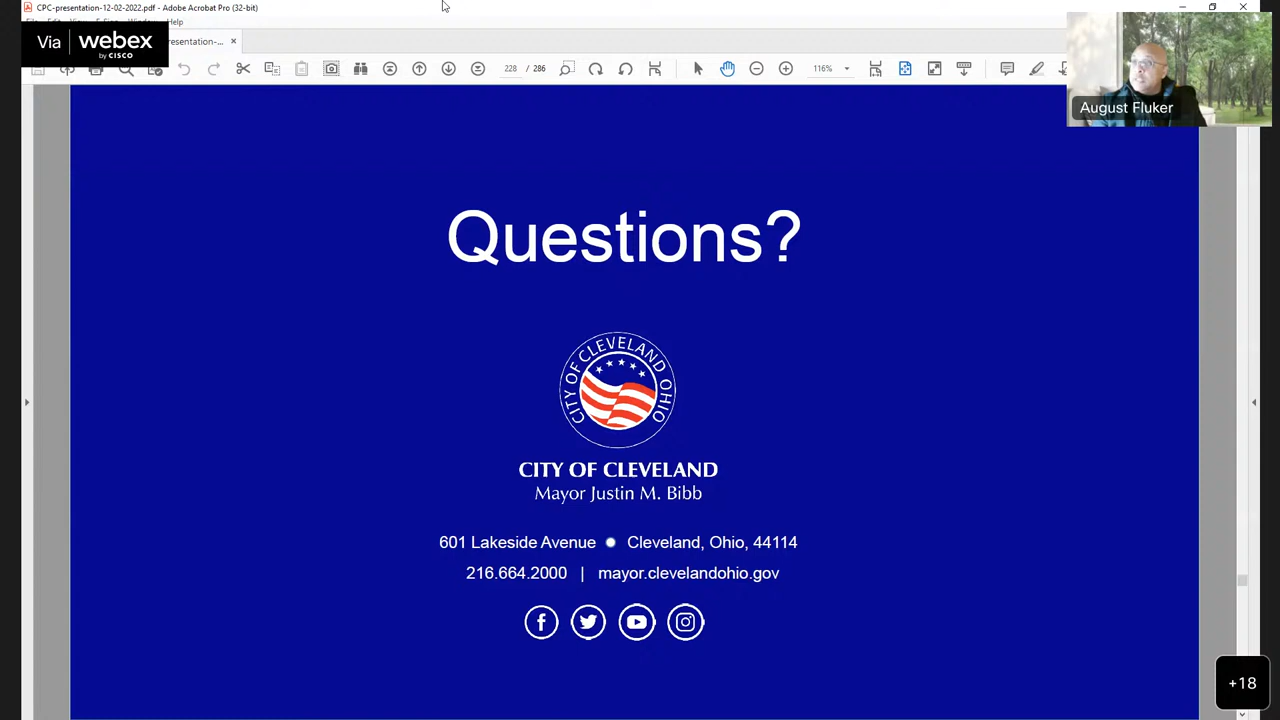 CPC-presentation-12-02-2022.pdf - Adobe Acrobat Pro (32-bit)
Help
Via | webex
by CISCO
resentation-... ×
228 / 286
116%
August Fluker
Questions?
CITY OF CLEVELAND OHIO
CITY OF CLEVELAND
Mayor Justin M. Bibb
601 Lakeside Avenue ● Cleveland, Ohio, 44114
216.664.2000 | mayor.clevelandohio.gov
+18